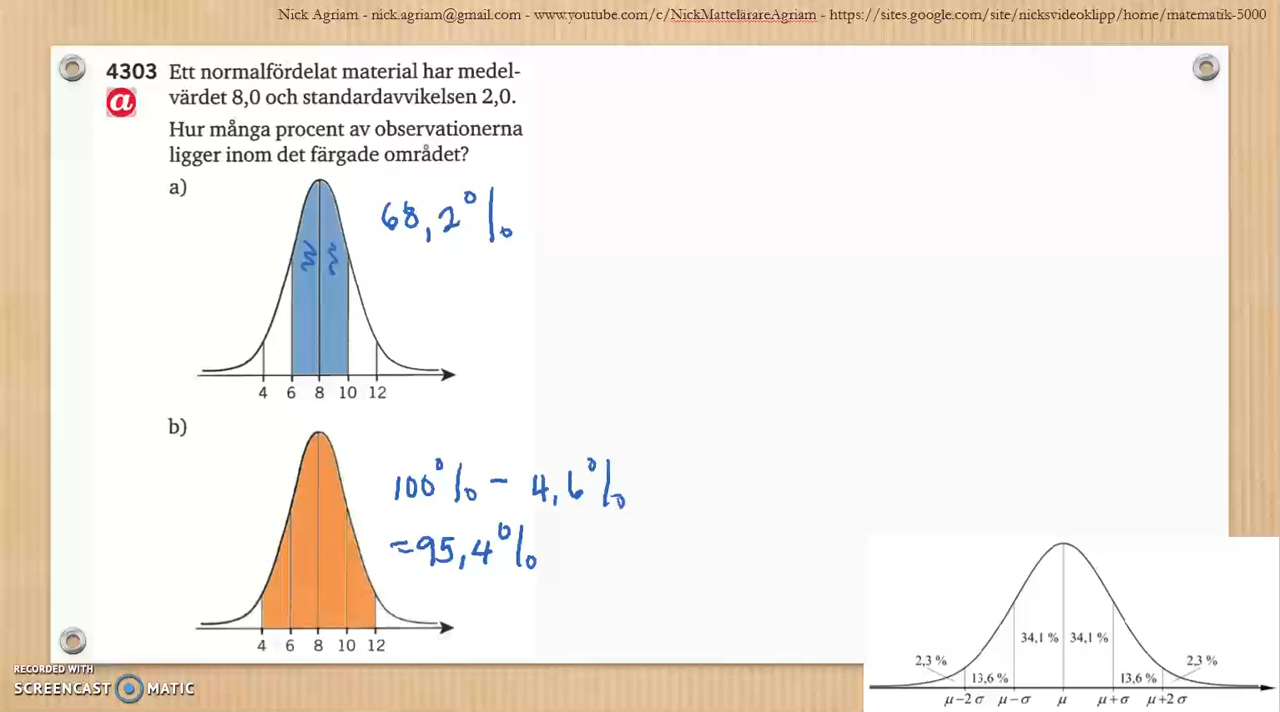 Nick Agriam - nick.agriam@gmail.com - www.youtube.com/c/NickMattelärareAgriam - https://sites.google.com/site/nicksvideoklipp/home/matematik-5000
4303 Ett normalfördelat material har medel-
värdet 8,0 och standardavvikelsen 2,0.
a
Hur många procent av observationerna
ligger inom det färgade området?
a)
68,2%
4 6 8 10 12
b)
100% - 4,6%
=95,4%
4 6 8 10 12
34,1 % 34,1 %
2,3 % 2,3 %
13,6 % 13,6 %
μ−2σ μ−σ μ μ+σ μ+2σ
RECORDED WITH
SCREENCAST MATIC